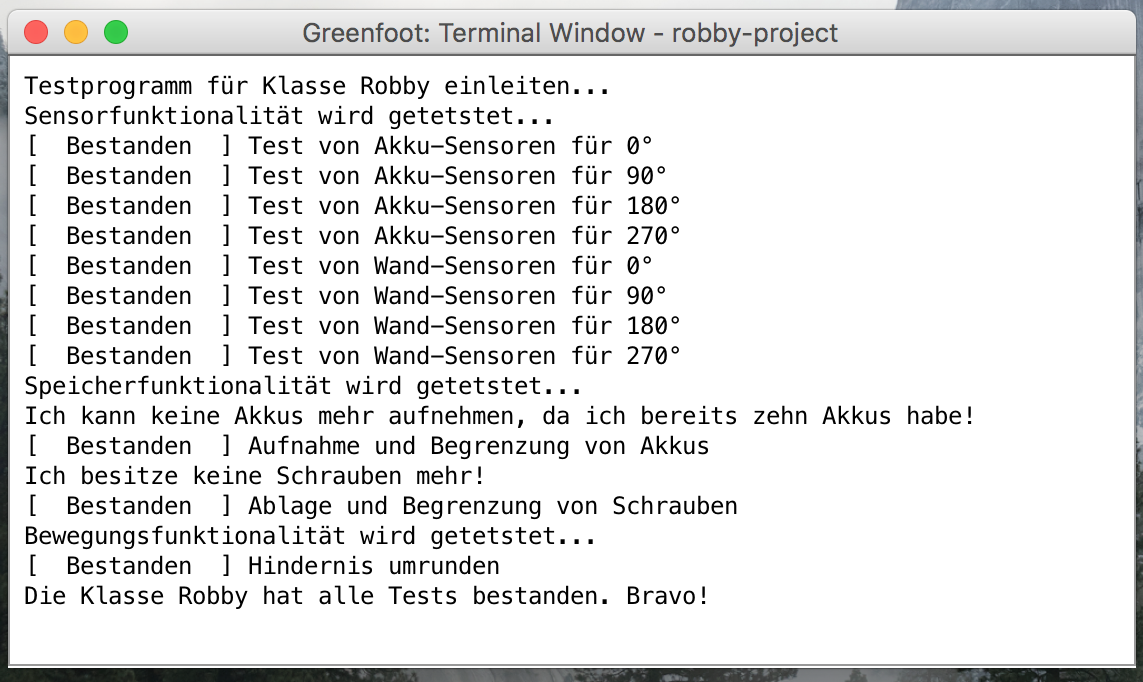 Greenfoot: Terminal Window - robby-project
Testprogramm für Klasse Robby einleiten...
Sensorfunktionalität wird getetstet...
[  Bestanden  ] Test von Akku-Sensoren für 0°
[  Bestanden  ] Test von Akku-Sensoren für 90°
[  Bestanden  ] Test von Akku-Sensoren für 180°
[  Bestanden  ] Test von Akku-Sensoren für 270°
[  Bestanden  ] Test von Wand-Sensoren für 0°
[  Bestanden  ] Test von Wand-Sensoren für 90°
[  Bestanden  ] Test von Wand-Sensoren für 180°
[  Bestanden  ] Test von Wand-Sensoren für 270°
Speicherfunktionalität wird getetstet...
Ich kann keine Akkus mehr aufnehmen, da ich bereits zehn Akkus habe!
[  Bestanden  ] Aufnahme und Begrenzung von Akkus
Ich besitze keine Schrauben mehr!
[  Bestanden  ] Ablage und Begrenzung von Schrauben
Bewegungsfunktionalität wird getetstet...
[  Bestanden  ] Hindernis umrunden
Die Klasse Robby hat alle Tests bestanden. Bravo!